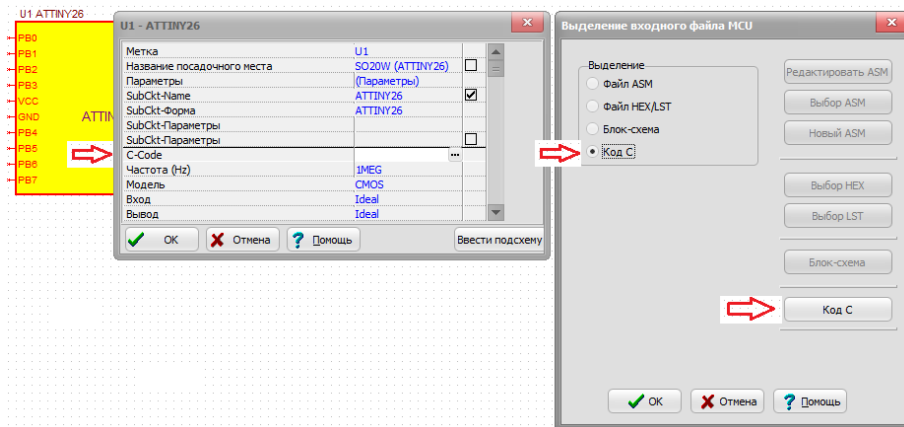 U1 ATTINY26
PB0
PB1
PB2
PB3
VCC
GND
PB4
PB5
PB6
PB7
ATTIN
U1 - ATTINY26
Метка U1
Название посадочного места SO20W (ATTINY26)
Параметры (Параметры)
SubCkt-Name ATTINY26
SubCkt-Форма ATTINY26
SubCkt-Параметры
SubCkt-Параметры
C-Code ...
Частота (Hz) 1MEG
Модель CMOS
Вход Ideal
Вывод Ideal
OK Отмена Помощь Ввести подсхему
Выделение входного файла MCU
Выделение
Файл ASM
Файл HEX/LST
Блок-схема
Код C
Редактировать ASM
Выбор ASM
Новый ASM
Выбор HEX
Выбор LST
Блок-схема
Код C
OK Отмена Помощь